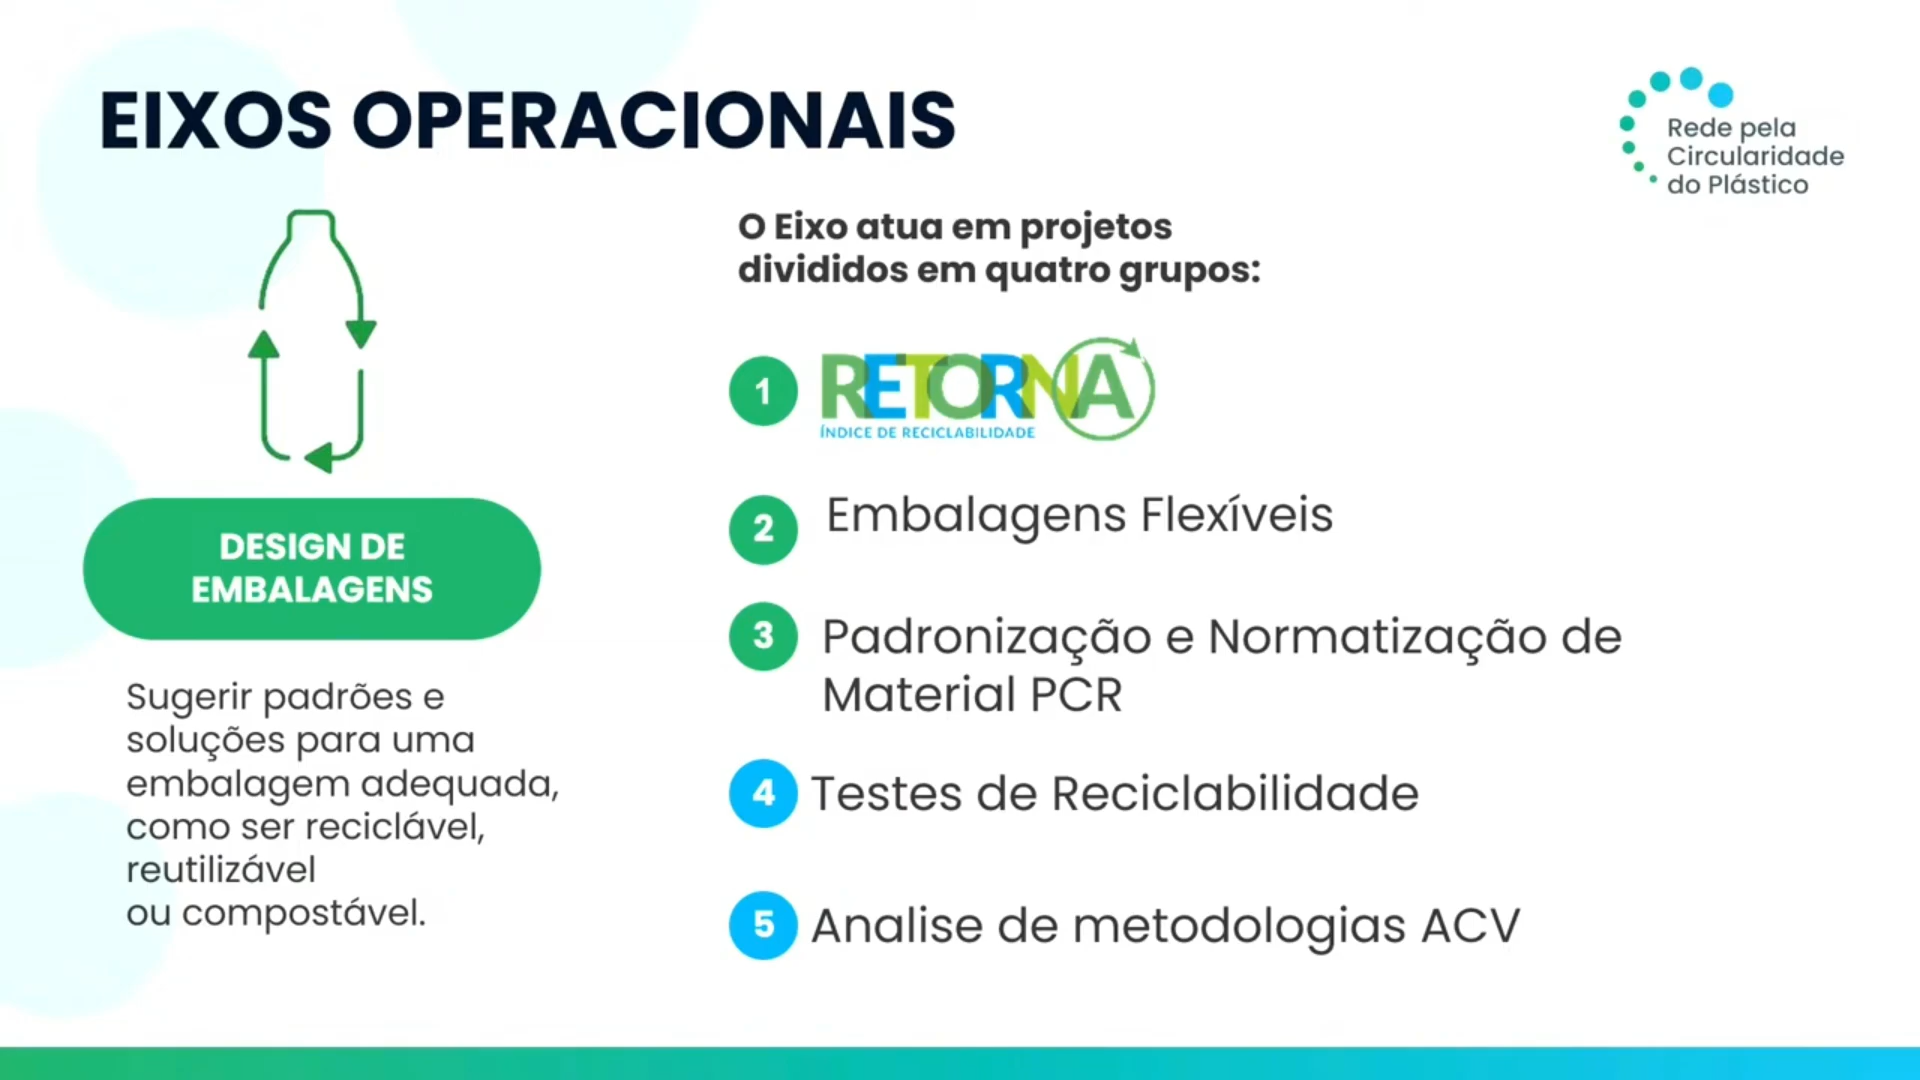 EIXOS OPERACIONAIS
Rede pela
Circularidade
do Plástico
DESIGN DE
EMBALAGENS
Sugerir padrões e
soluções para uma
embalagem adequada,
como ser reciclável,
reutilizável
ou compostável.
O Eixo atua em projetos
divididos em quatro grupos:
1 RETORNA
ÍNDICE DE RECICLABILIDADE
2 Embalagens Flexíveis
3 Padronização e Normatização de
Material PCR
4 Testes de Reciclabilidade
5 Analise de metodologias ACV